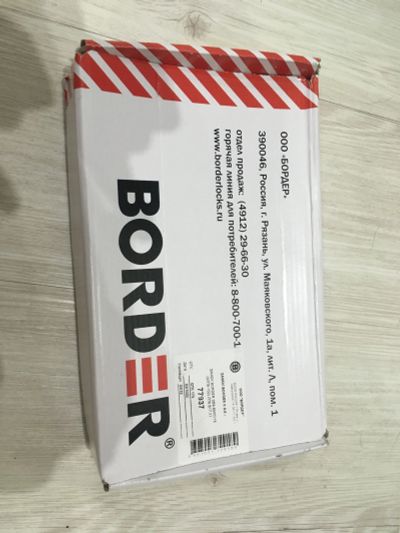 ООО «БОРДЕР»
390046, Россия, г. Рязань, ул. Маяковского, 1а, лит. Л, пом. 1
отдел продаж: (4912) 29-66-30
горячая линия для потребителей: 8-800-700-1
www.borderlocks.ru
BORDER®
77937